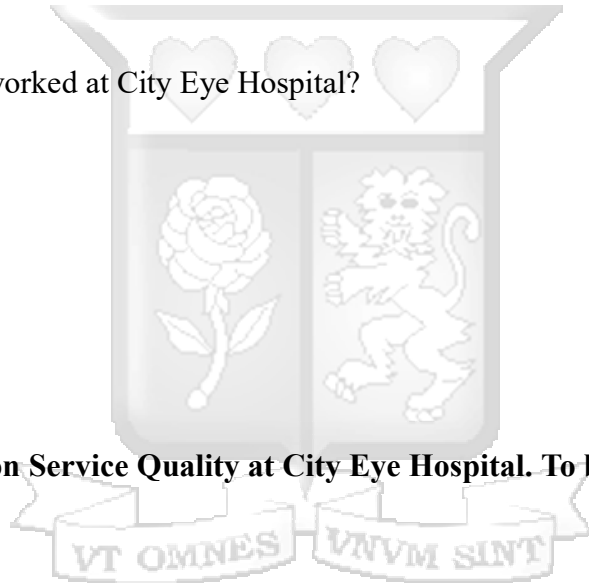 worked at City Eye Hospital?
on Service Quality at City Eye Hospital. To b
VT OMNES VNVM SINT